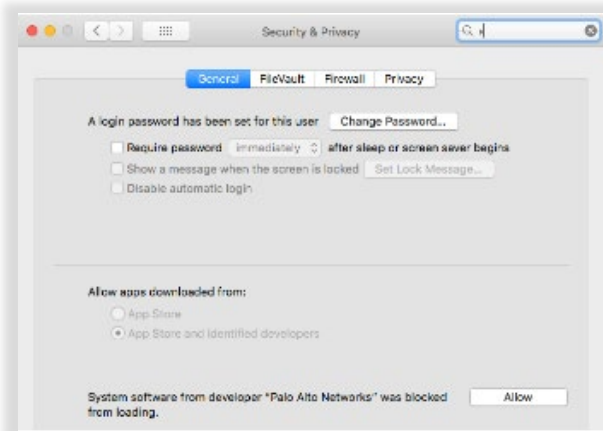 Security & Privacy
General FileVault Firewall Privacy
A login password has been set for this user Change Password...
Require password immediately after sleep or screen saver begins
Show a message when the screen is locked Set Lock Message...
Disable automatic login
Allow apps downloaded from:
App Store
App Store and identified developers
System software from developer "Palo Alto Networks" was blocked Allow
from loading.